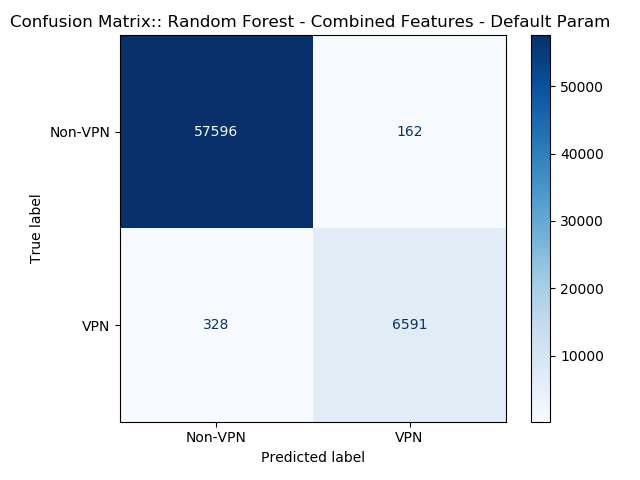 Confusion Matrix:: Random Forest - Combined Features - Default Param
Non-VPN
57596
162
VPN
328
6591
True label
Non-VPN
VPN
Predicted label
50000
40000
30000
20000
10000